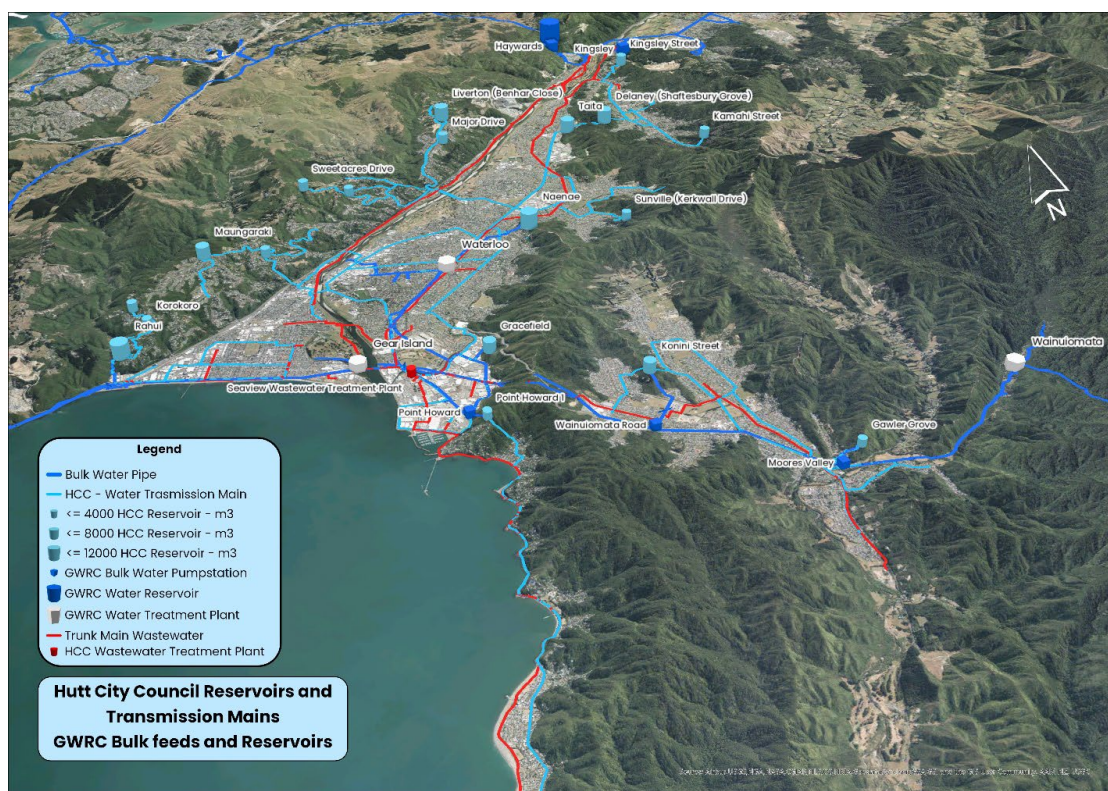 Haywards
Kingsley
Kingsley Street
Liverton (Benhar Close)
Delaney (Shaftesbury Grove)
Taita
Kamahi Street
Major Drive
Sweetacres Drive
Naenae
Sunville (Kerkwall Drive)
Maungaraki
Waterloo
Korokoro
Rahui
Gracefield
Gear Island
Konini Street
Wainuiomata
Seaview Wastewater Treatment Plant
Point Howard 1
Point Howard
Wainuiomata Road
Gawler Grove
Moores Valley
N
Legend
Bulk Water Pipe
HCC - Water Trasmission Main
<= 4000 HCC Reservoir - m3
<= 8000 HCC Reservoir - m3
<= 12000 HCC Reservoir - m3
GWRC Bulk Water Pumpstation
GWRC Water Reservoir
GWRC Water Treatment Plant
Trunk Main Wastewater
HCC Wastewater Treatment Plant
Hutt City Council Reservoirs and
Transmission Mains
GWRC Bulk feeds and Reservoirs